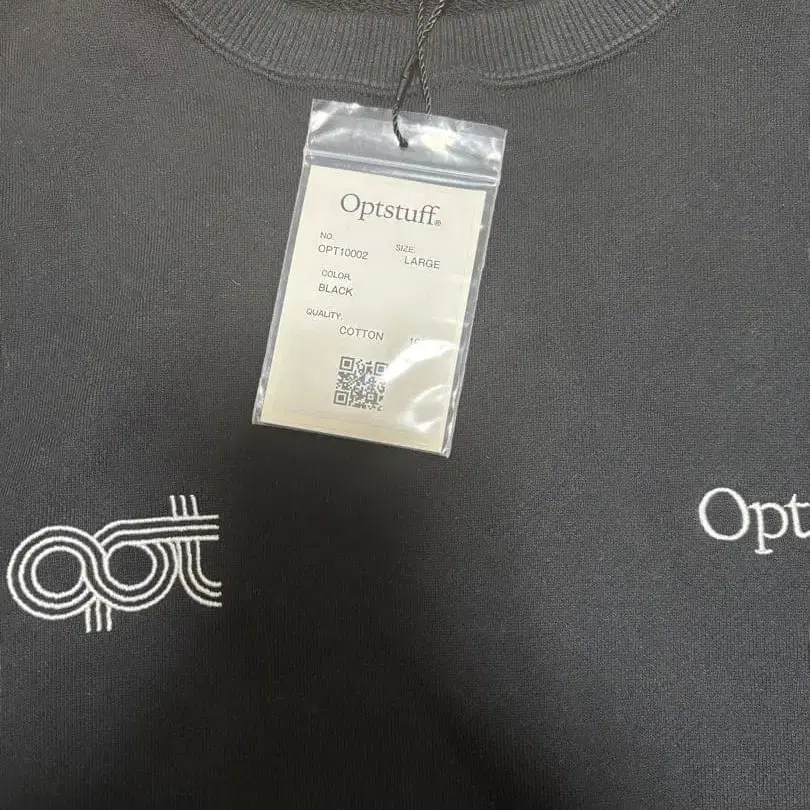 Optstuff®
NO.
OPT10002
SIZE.
LARGE
COLOR.
BLACK
QUALITY.
COTTON
opt
Opt